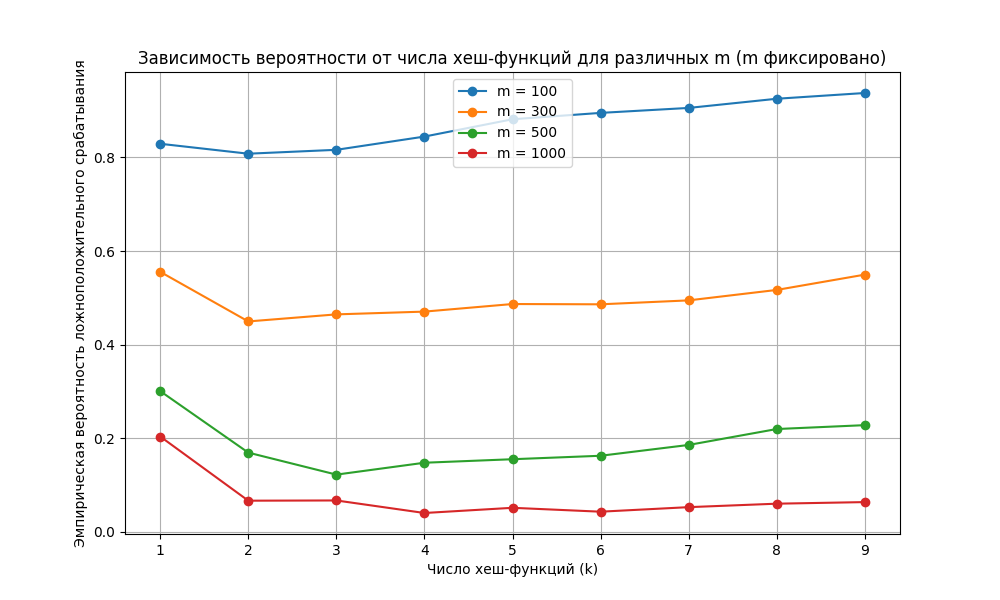 Зависимость вероятности от числа хеш-функций для различных m (m фиксировано)
Эмпирическая вероятность ложноположительного срабатывания
m = 100
m = 300
m = 500
m = 1000
0.8
0.6
0.4
0.2
0.0
1 2 3 4 5 6 7 8 9
Число хеш-функций (k)